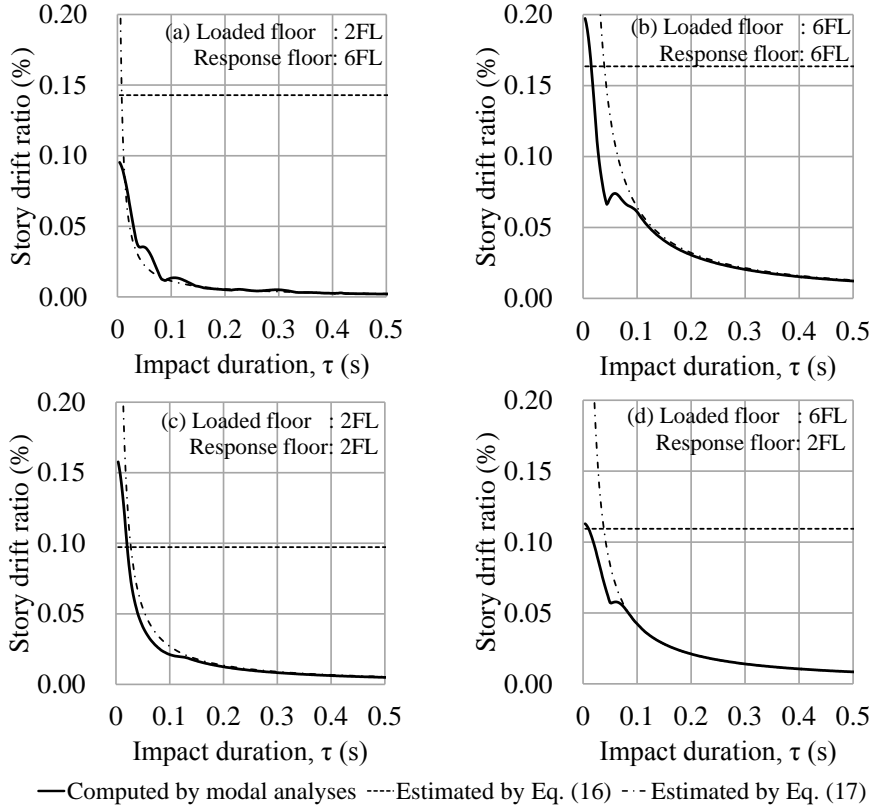 (a) Loaded floor : 2FL
Response floor: 6FL
Story drift ratio (%)
0.20
0.15
0.10
0.05
0.00
0 0.1 0.2 0.3 0.4 0.5
Impact duration, τ (s)
(b) Loaded floor : 6FL
Response floor: 6FL
Story drift ratio (%)
0.20
0.15
0.10
0.05
0.00
0 0.1 0.2 0.3 0.4 0.5
Impact duration, τ (s)
(c) Loaded floor : 2FL
Response floor: 2FL
Story drift ratio (%)
0.20
0.15
0.10
0.05
0.00
0 0.1 0.2 0.3 0.4 0.5
Impact duration, τ (s)
(d) Loaded floor : 6FL
Response floor: 2FL
Story drift ratio (%)
0.20
0.15
0.10
0.05
0.00
0 0.1 0.2 0.3 0.4 0.5
Impact duration, τ (s)
Computed by modal analyses Estimated by Eq. (16) Estimated by Eq. (17)